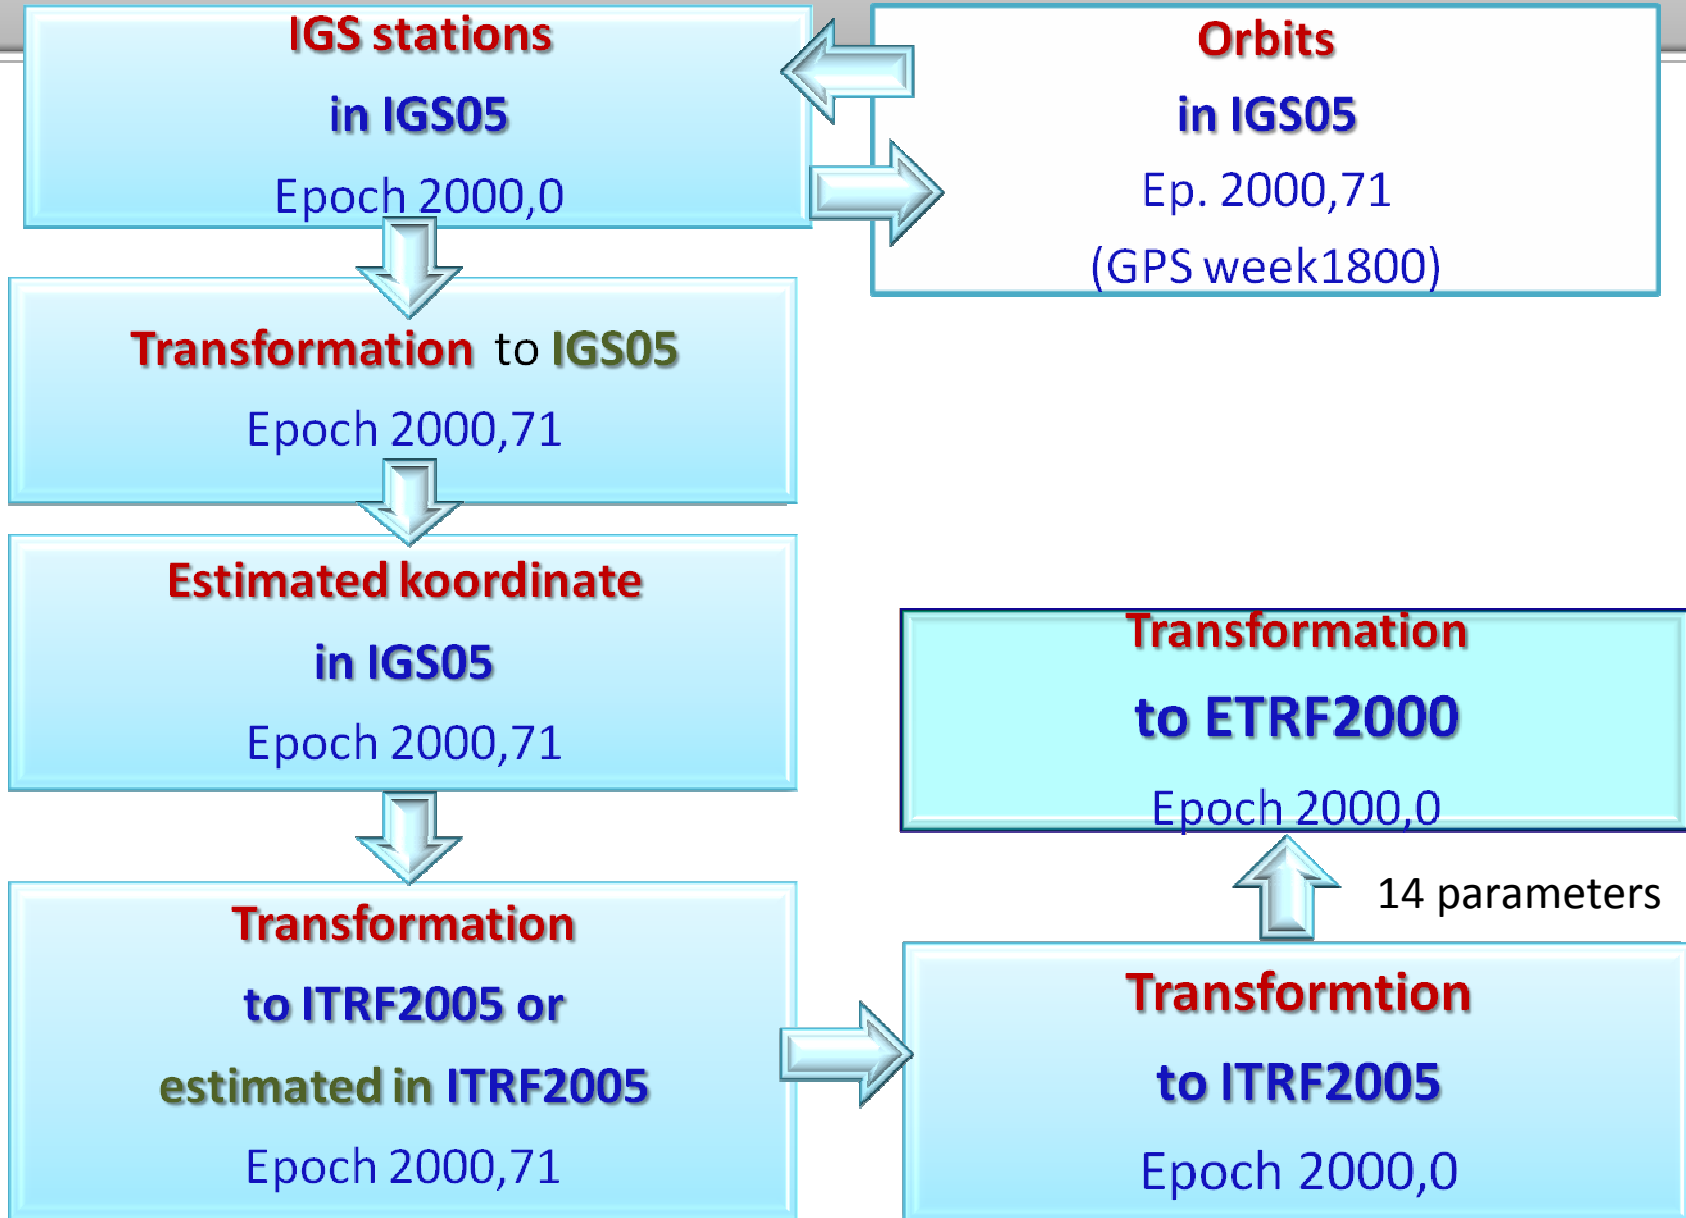 IGS stations
in IGS05
Epoch 2000,0
Orbits
in IGS05
Ep. 2000,71
(GPS week1800)
Transformation to IGS05
Epoch 2000,71
Estimated koordinate
in IGS05
Epoch 2000,71
Transformation
to ITRF2005 or
estimated in ITRF2005
Epoch 2000,71
Transformtion
to ITRF2005
Epoch 2000,0
14 parameters
Transformation
to ETRF2000
Epoch 2000,0